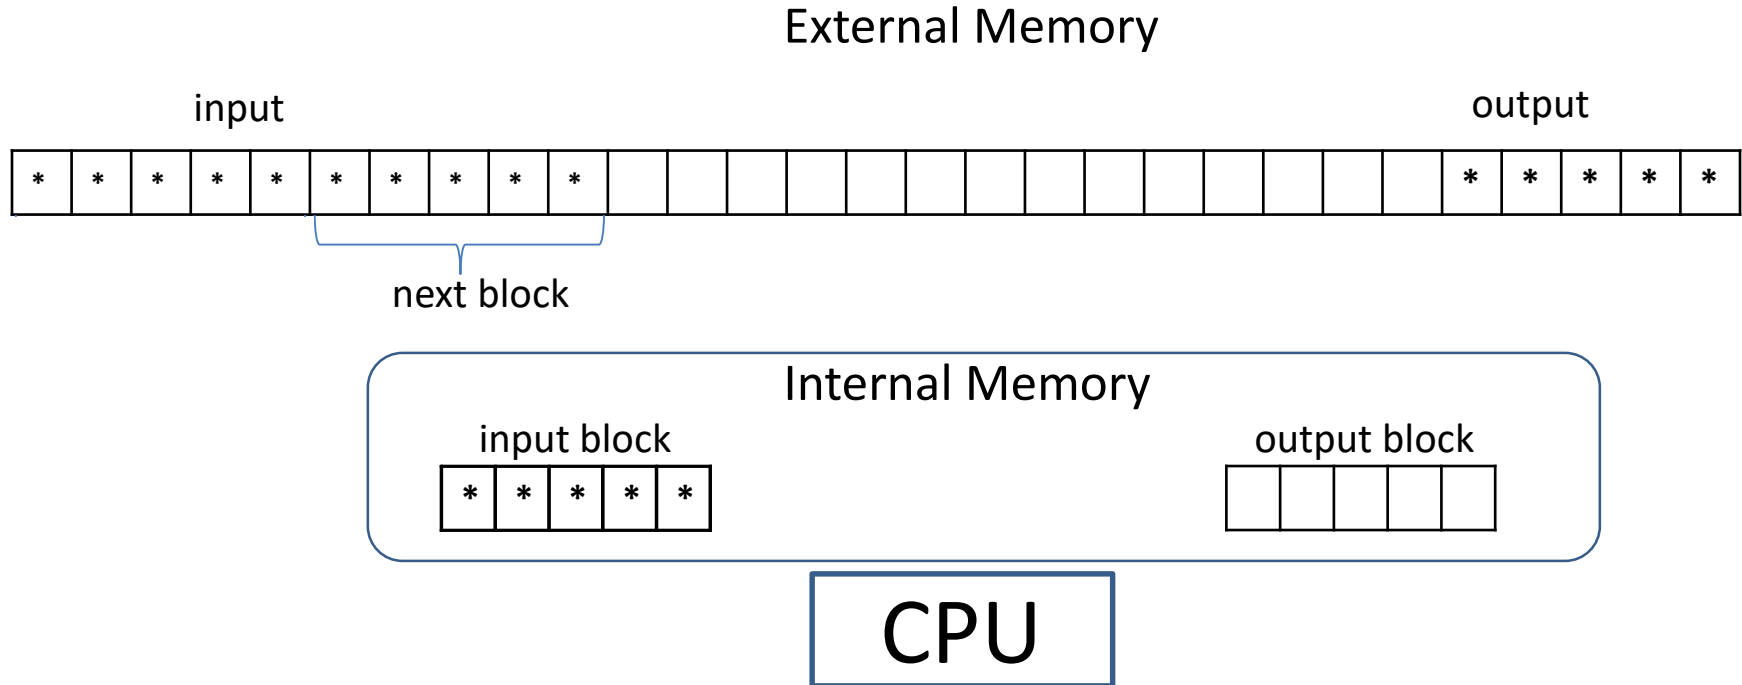 External Memory
input
output
* * * * * * * * * * * * * * *
next block
Internal Memory
input block
output block
* * * * *
CPU